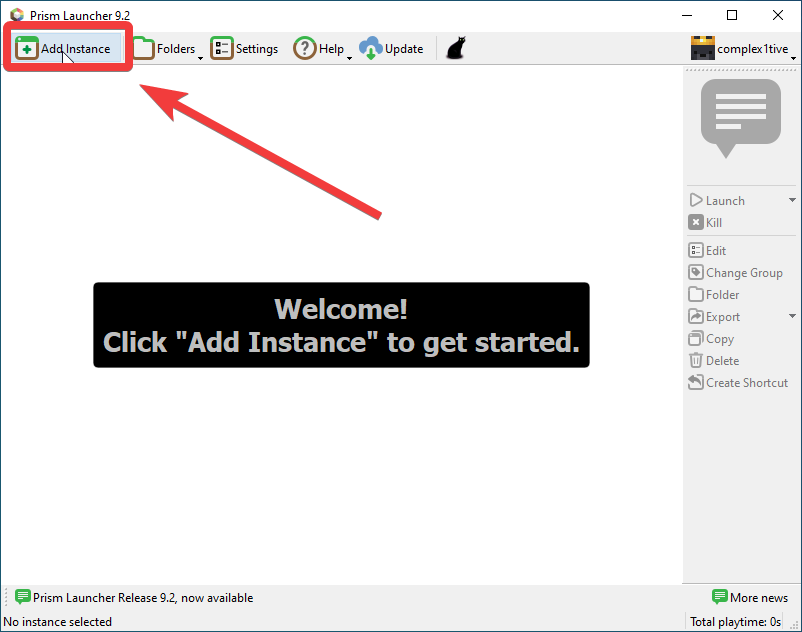 Prism Launcher 9.2
Add Instance
Folders
Settings
Help
Update
complex1tive
Welcome!
Click "Add Instance" to get started.
Launch
Kill
Edit
Change Group
Folder
Export
Copy
Delete
Create Shortcut
Prism Launcher Release 9.2, now available
More news
No instance selected
Total playtime: 0s